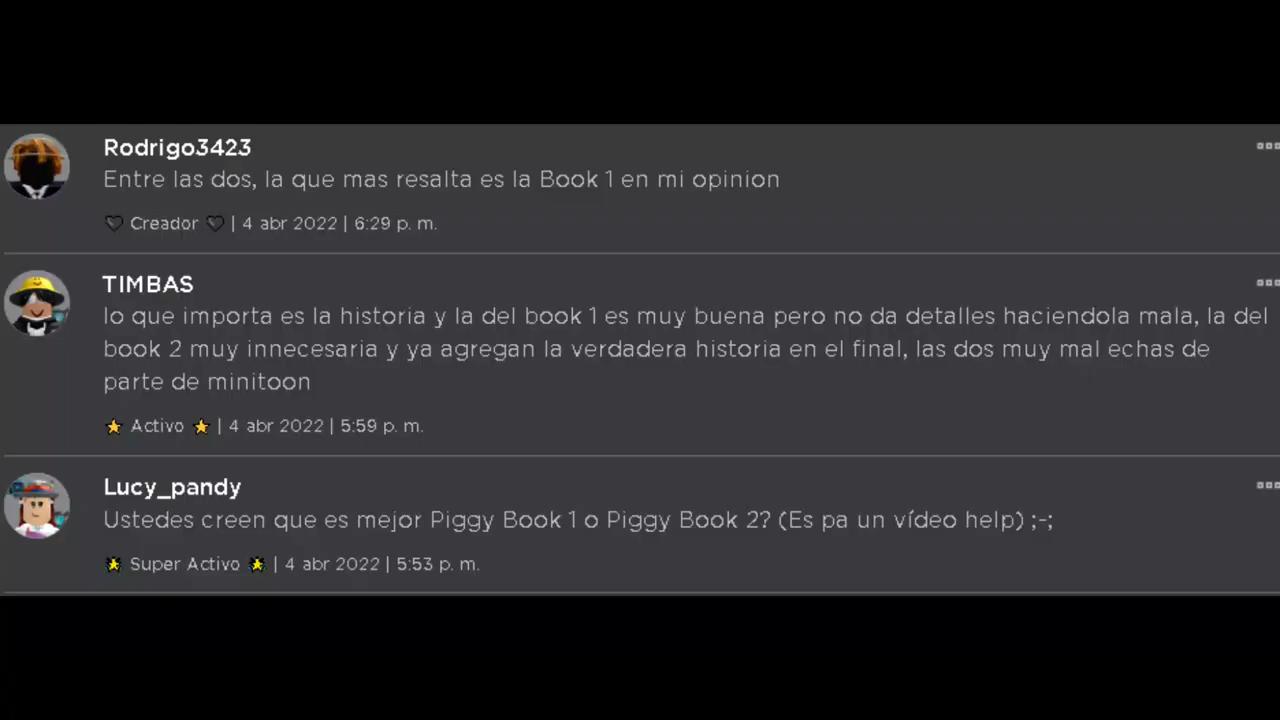 Rodrigo3423
Entre las dos, la que mas resalta es la Book 1 en mi opinion
Creador | 4 abr 2022 | 6:29 p. m.
TIMBAS
lo que importa es la historia y la del book 1 es muy buena pero no da detalles haciendola mala, la del
book 2 muy innecesaria y ya agregan la verdadera historia en el final, las dos muy mal echas de
parte de minitoon
Activo | 4 abr 2022 | 5:59 p. m.
Lucy_pandy
Ustedes creen que es mejor Piggy Book 1 o Piggy Book 2? (Es pa un vídeo help) ;-;
Super Activo | 4 abr 2022 | 5:53 p. m.